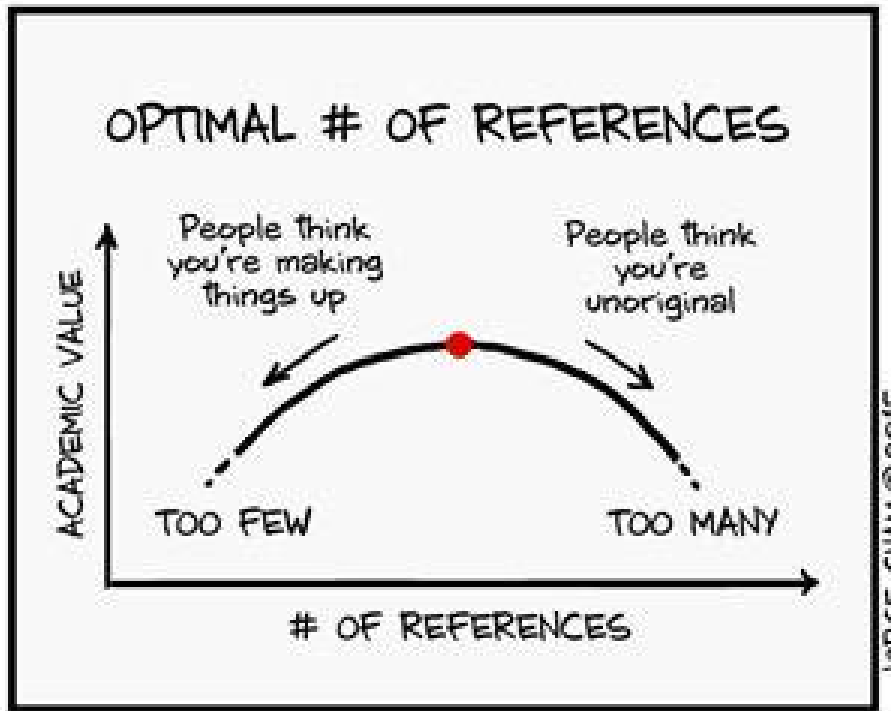 OPTIMAL # OF REFERENCES
People think
you're making
things up
People think
you're
unoriginal
ACADEMIC VALUE
TOO FEW
TOO MANY
# OF REFERENCES